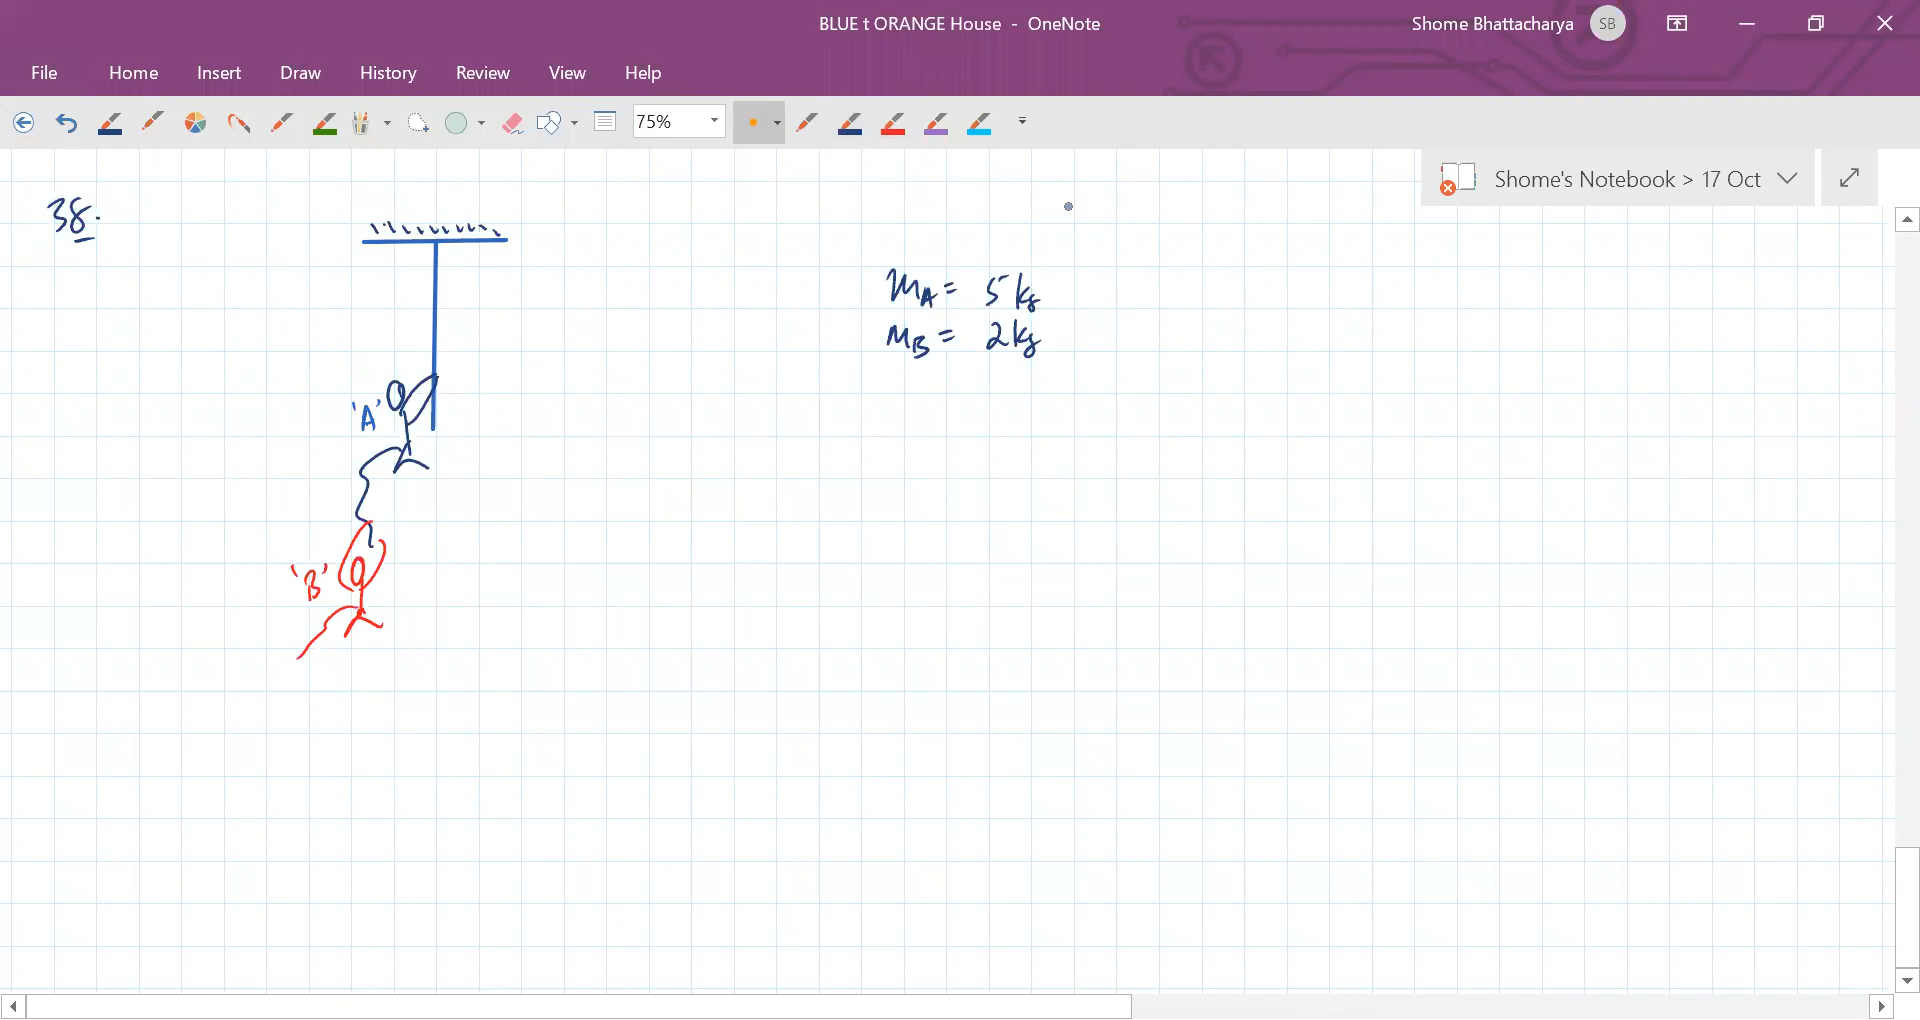 BLUE t ORANGE House - OneNote
Shome Bhattacharya SB
File Home Insert Draw History Review View Help
75%
Shome's Notebook > 17 Oct
38.
mA = 5 kg
mB = 2 kg
'A'
'B'